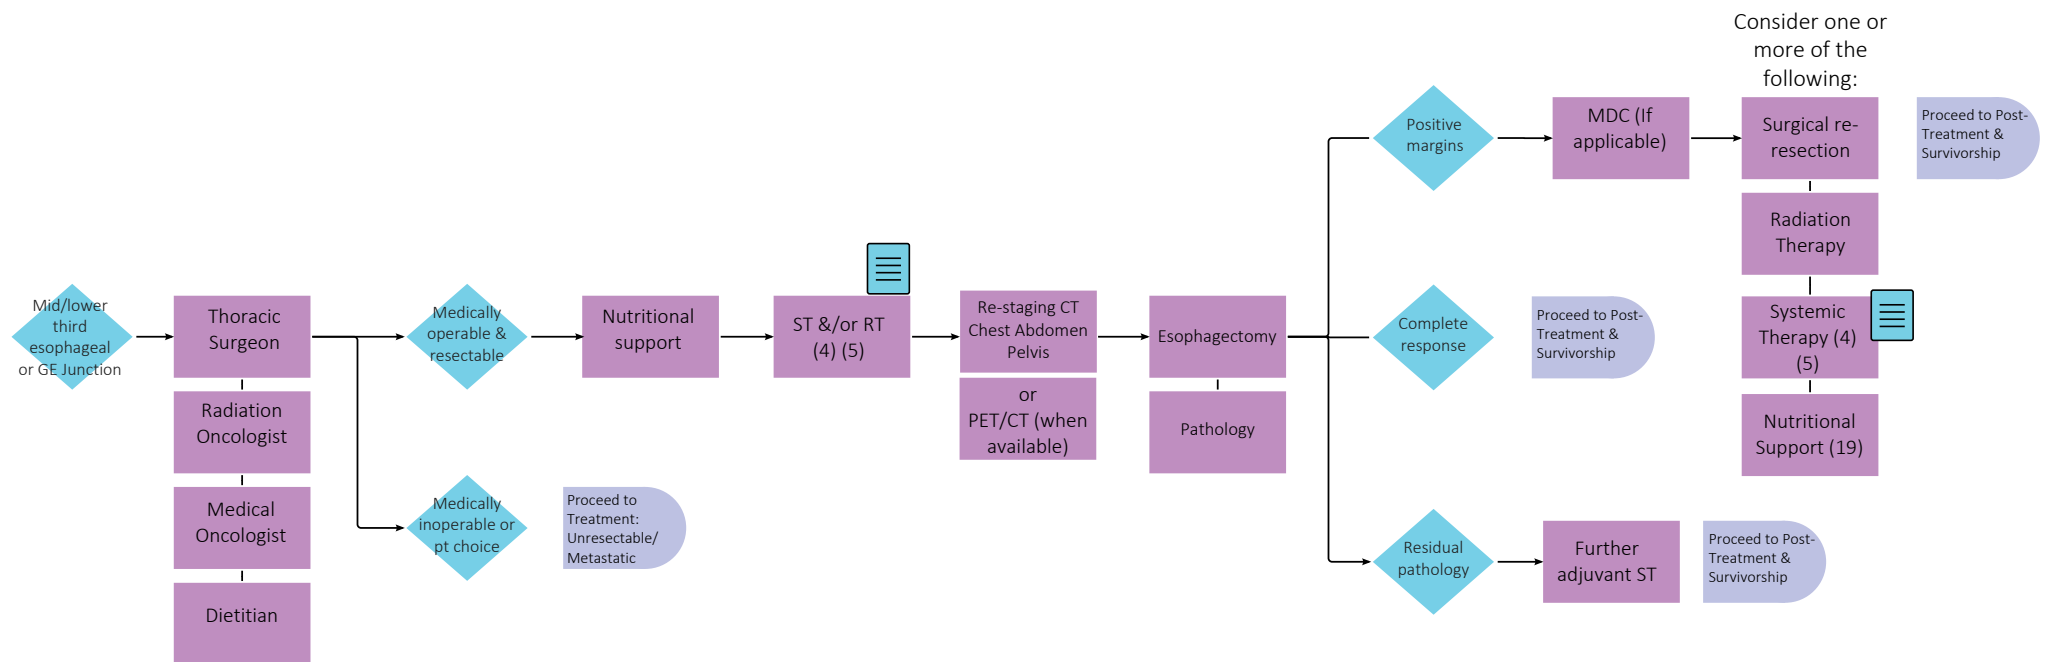 Mid/lower
third
esophageal
or GE Junction
Thoracic
Surgeon
Radiation
Oncologist
Medical
Oncologist
Dietitian
Medically
operable &
resectable
Medically
inoperable or
pt choice
Proceed to
Treatment:
Unresectable/
Metastatic
Nutritional
support
ST &/or RT
(4) (5)
Re-staging CT
Chest Abdomen
Pelvis
or
PET/CT (when
available)
Esophagectomy
Pathology
Positive
margins
MDC (If
applicable)
Consider one or
more of the
following:
Surgical re-
resection
Radiation
Therapy
Systemic
Therapy (4)
(5)
Nutritional
Support (19)
Proceed to Post-
Treatment &
Survivorship
Complete
response
Proceed to Post-
Treatment &
Survivorship
Residual
pathology
Further
adjuvant ST
Proceed to Post-
Treatment &
Survivorship